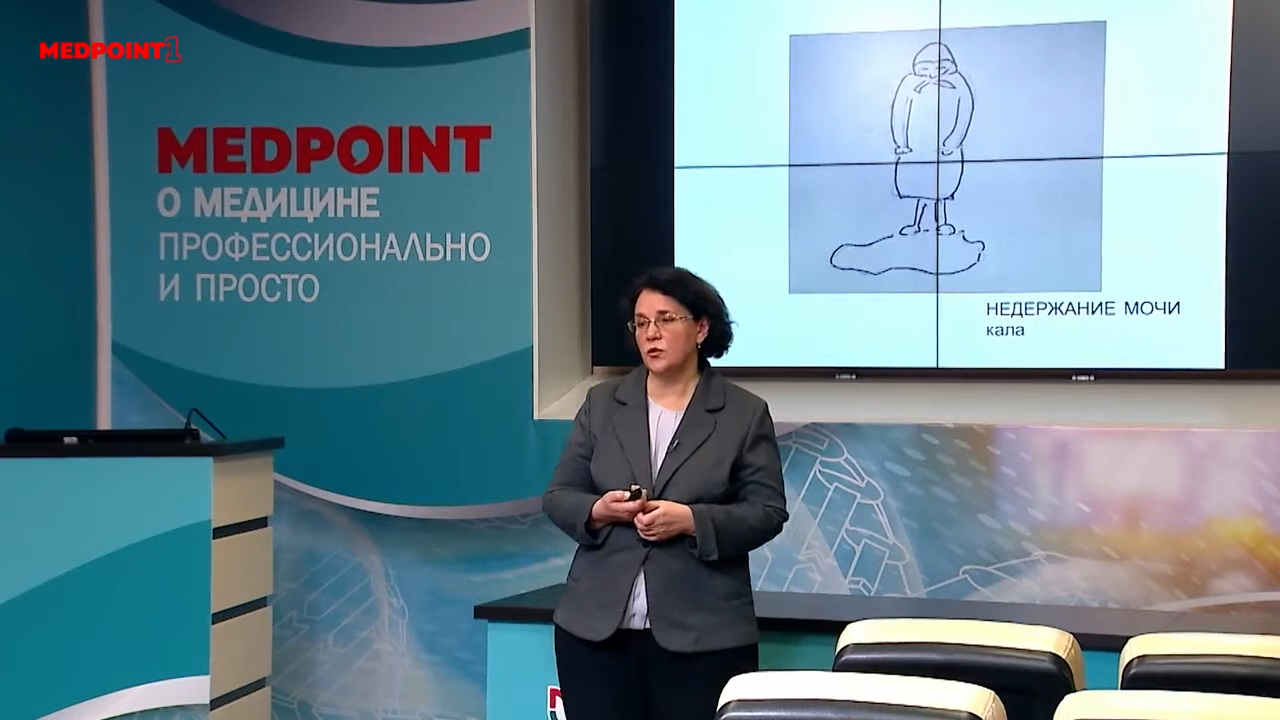 MEDPOINT1
MEDPOINT
О МЕДИЦИНЕ
ПРОФЕССИОНАЛЬНО
И ПРОСТО
НЕДЕРЖАНИЕ МОЧИ
кала